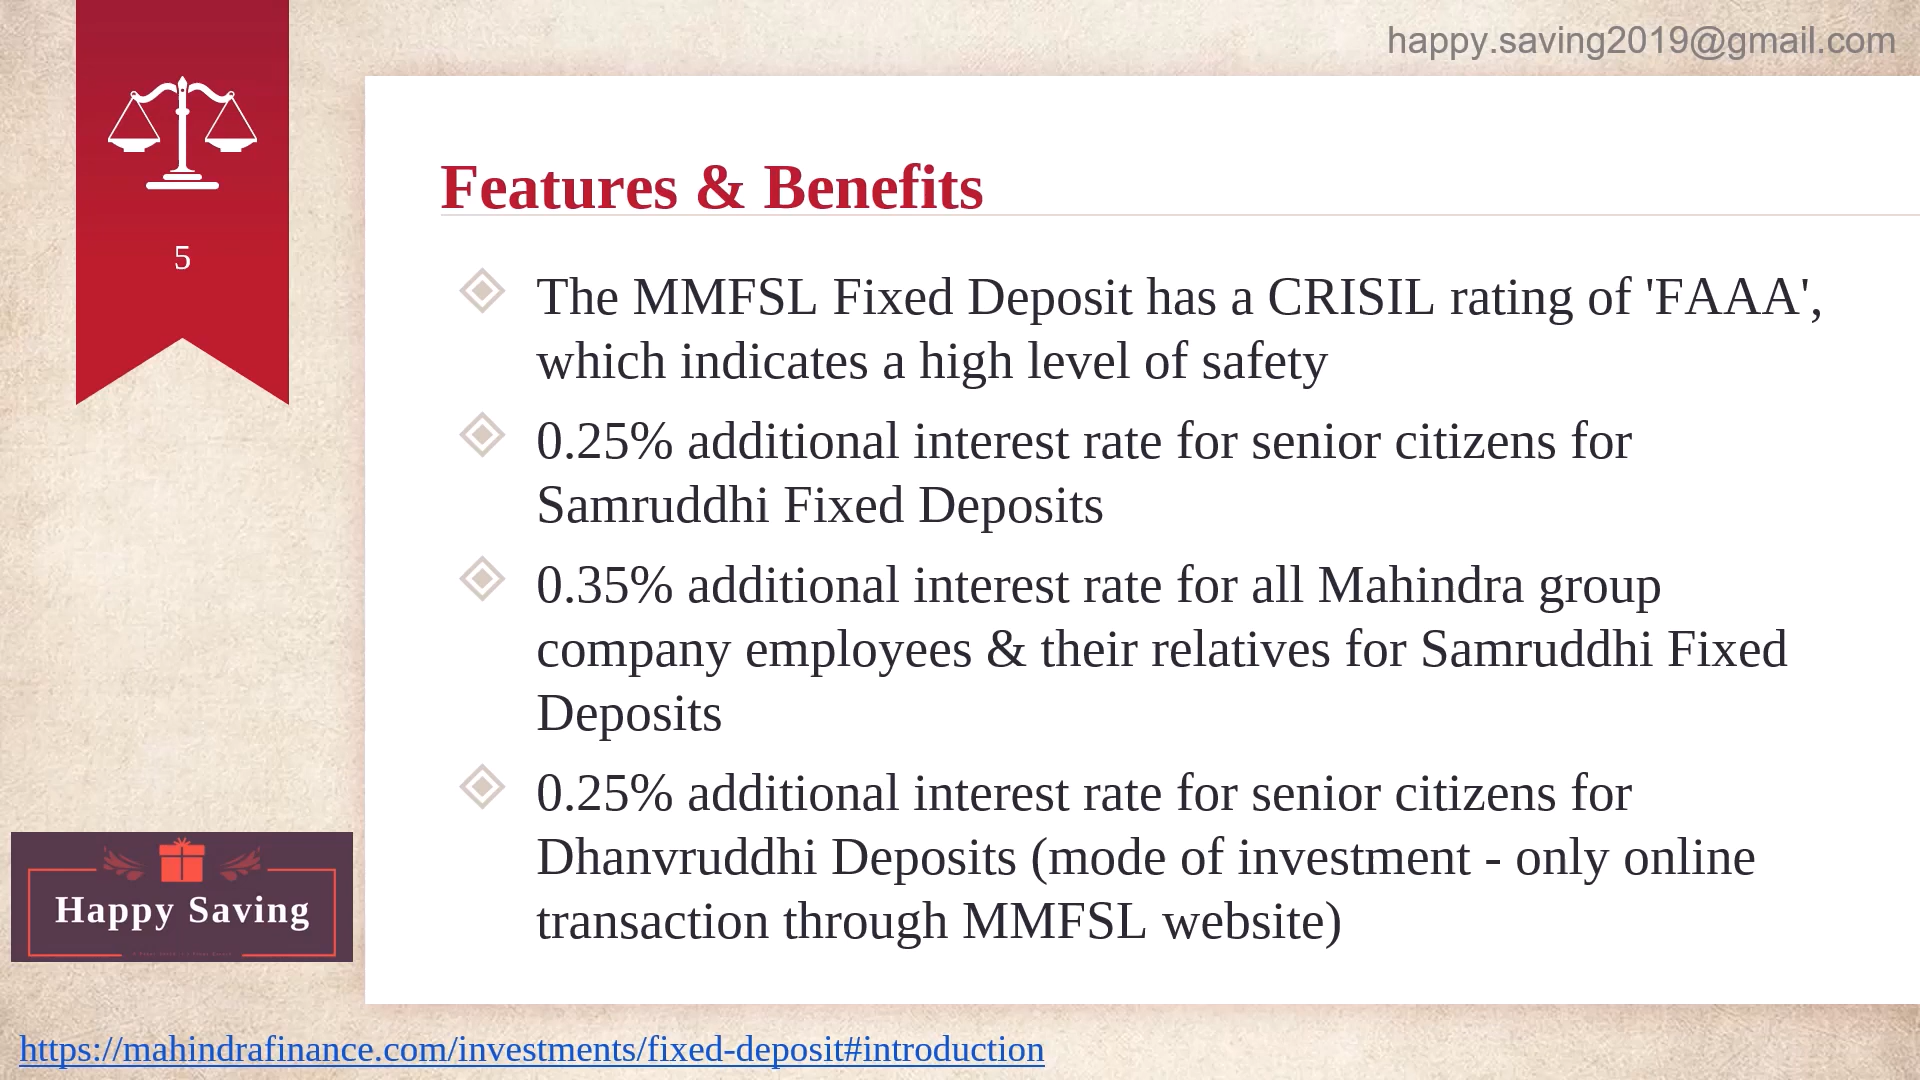 happy.saving2019@gmail.com
5
Features & Benefits
The MMFSL Fixed Deposit has a CRISIL rating of 'FAAA',
which indicates a high level of safety
0.25% additional interest rate for senior citizens for
Samruddhi Fixed Deposits
0.35% additional interest rate for all Mahindra group
company employees & their relatives for Samruddhi Fixed
Deposits
0.25% additional interest rate for senior citizens for
Dhanvruddhi Deposits (mode of investment - only online
transaction through MMFSL website)
Happy Saving
https://mahindrafinance.com/investments/fixed-deposit#introduction